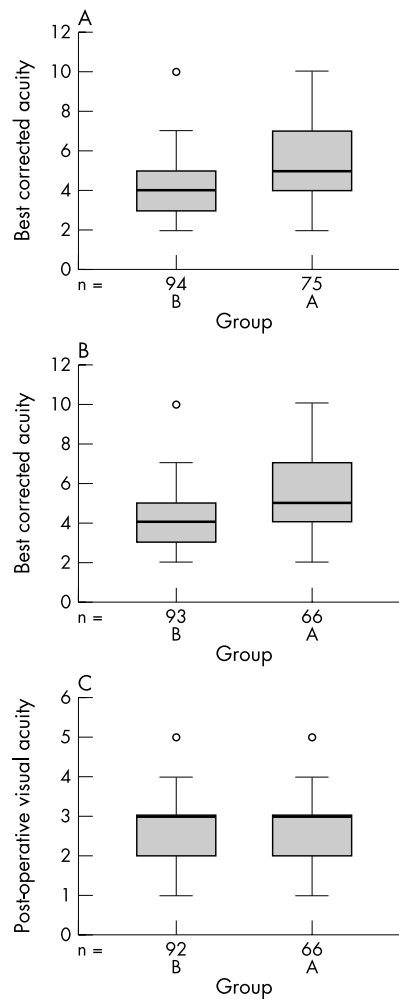 A
Best corrected acuity
12
10
8
6
4
2
0
n = 94 75
B A
Group
B
Best corrected acuity
12
10
8
6
4
2
0
n = 93 66
B A
Group
C
Post-operative visual acuity
6
5
4
3
2
1
0
n = 92 66
B A
Group